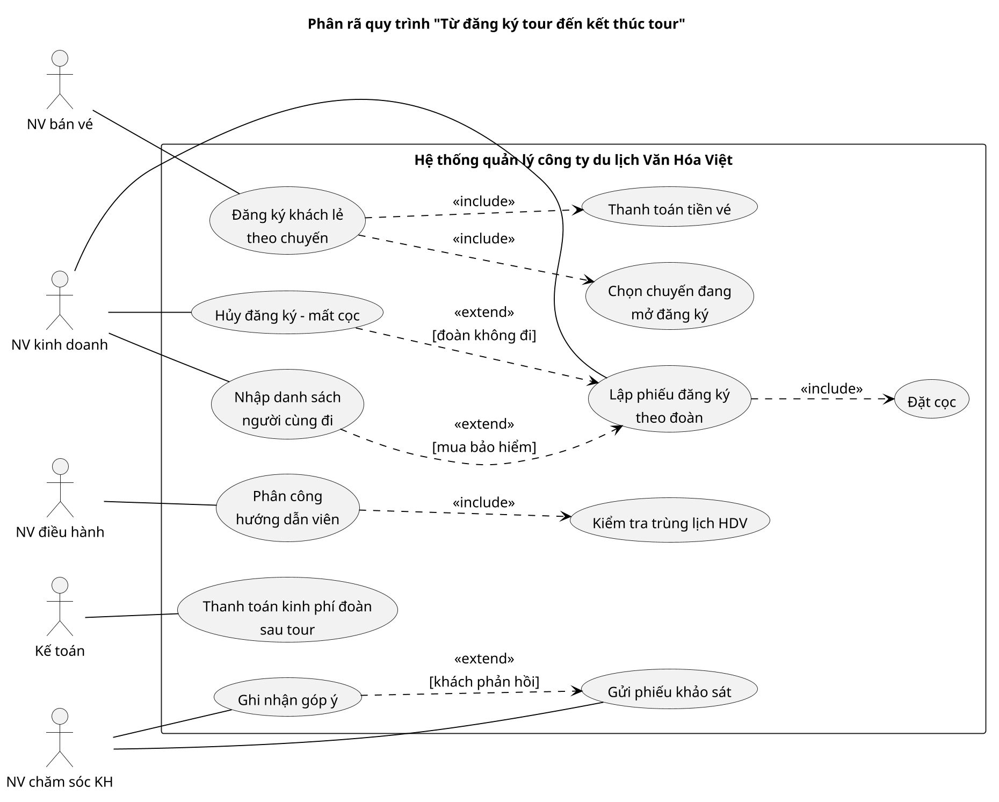 Phân rã quy trình "Từ đăng ký tour đến kết thúc tour"
NV bán vé
Hệ thống quản lý công ty du lịch Văn Hóa Việt
Đăng ký khách lẻ
theo chuyến
«include»
Thanh toán tiền vé
«include»
Chọn chuyến đang
mở đăng ký
NV kinh doanh
Hủy đăng ký - mất cọc
«extend»
[đoàn không đi]
Nhập danh sách
người cùng đi
«extend»
[mua bảo hiểm]
Lập phiếu đăng ký
theo đoàn
«include»
Đặt cọc
NV điều hành
Phân công
hướng dẫn viên
«include»
Kiểm tra trùng lịch HDV
Kế toán
Thanh toán kinh phí đoàn
sau tour
«extend»
[khách phản hồi]
Ghi nhận góp ý
Gửi phiếu khảo sát
NV chăm sóc KH